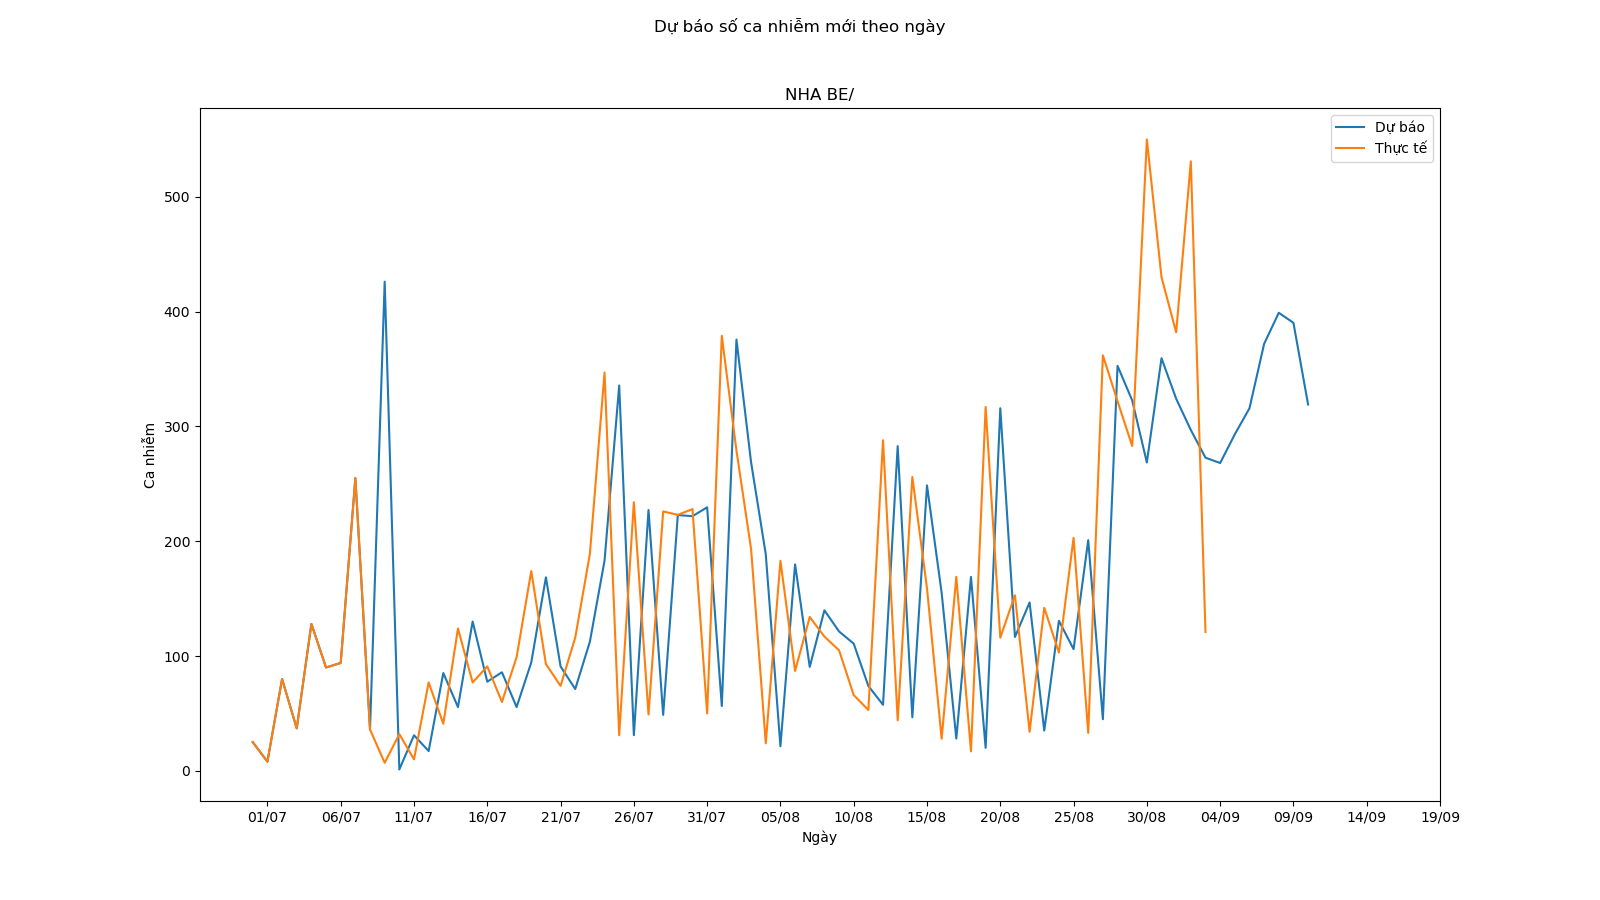 Dự báo số ca nhiễm mới theo ngày
NHA BE/
Dự báo
Thực tế
500
400
300
200
100
0
Ca nhiễm
01/07 06/07 11/07 16/07 21/07 26/07 31/07 05/08 10/08 15/08 20/08 25/08 30/08 04/09 09/09 14/09 19/09
Ngày